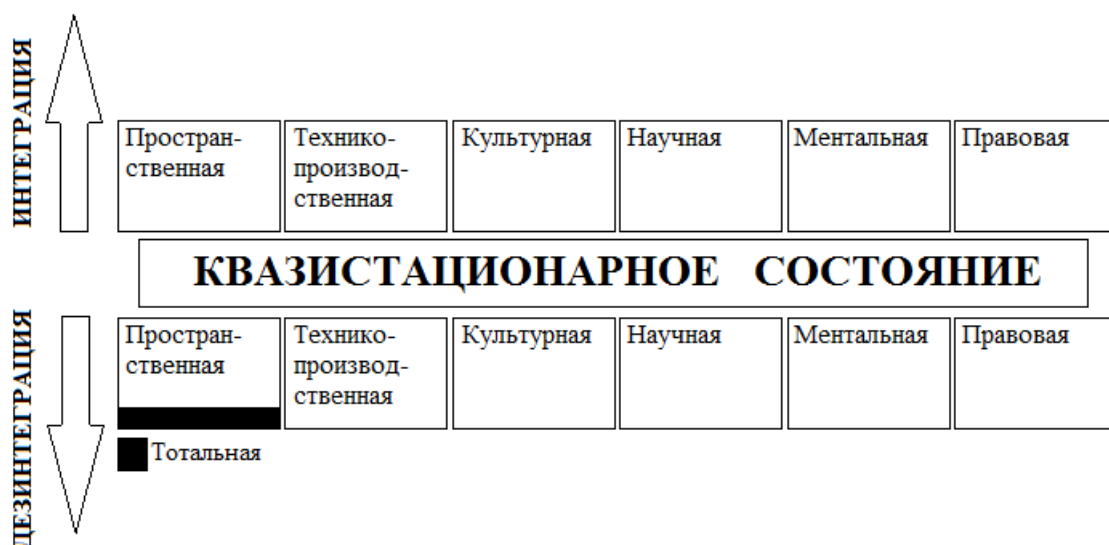 ИНТЕГРАЦИЯ
Простран-
ственная
Технико-
производ-
ственная
Культурная
Научная
Ментальная
Правовая
КВАЗИСТАЦИОНАРНОЕ СОСТОЯНИЕ
ДЕЗИНТЕГРАЦИЯ
Простран-
ственная
Технико-
производ-
ственная
Культурная
Научная
Ментальная
Правовая
Тотальная